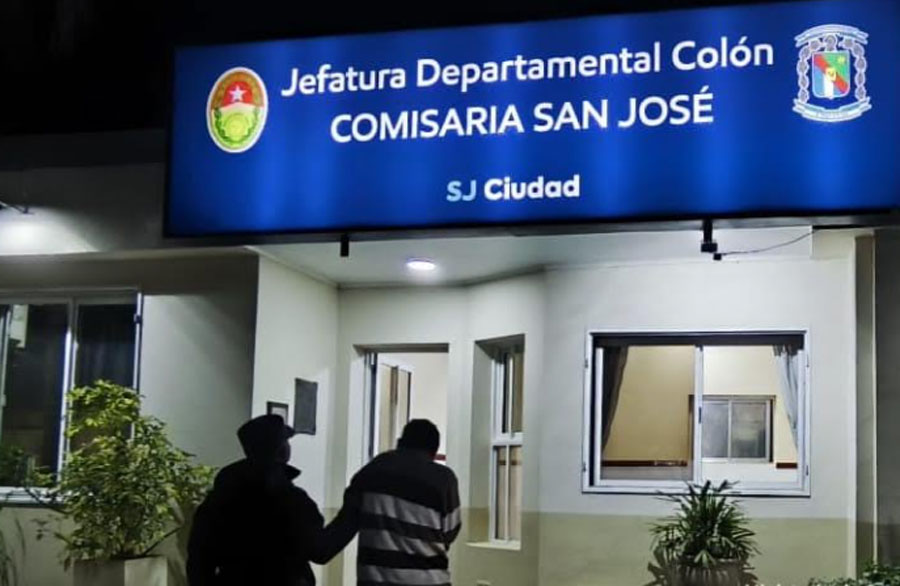 Jefatura Departamental Colón
COMISARIA SAN JOSÉ
SJ Ciudad